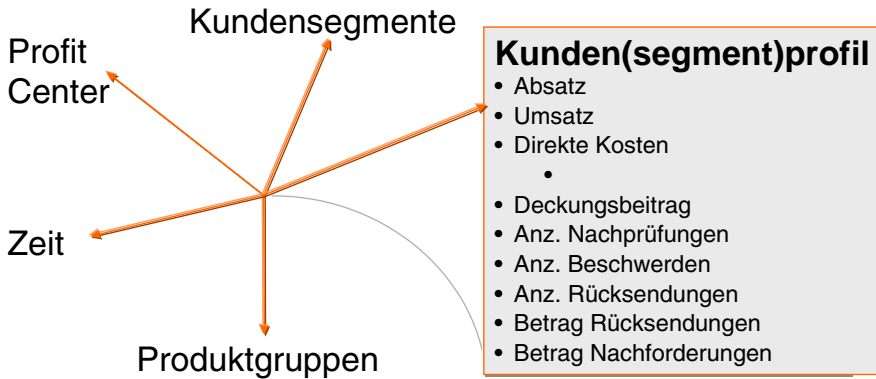 Kundensegmente
Profit
Center
Zeit
Produktgruppen
Kunden(segment)profil
• Absatz
• Umsatz
• Direkte Kosten
•
• Deckungsbeitrag
• Anz. Nachprüfungen
• Anz. Beschwerden
• Anz. Rücksendungen
• Betrag Rücksendungen
• Betrag Nachforderungen